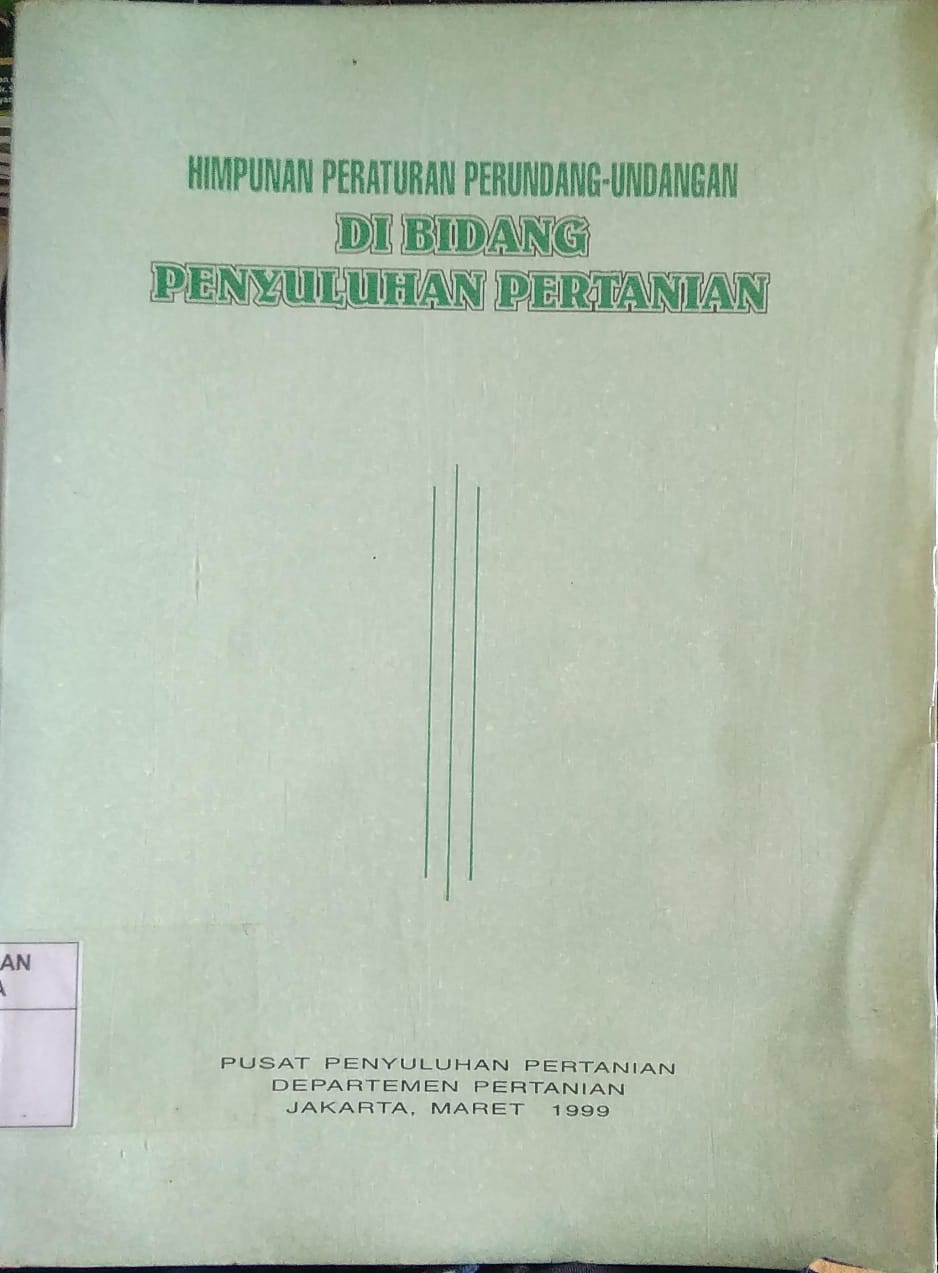 HIMPUNAN PERATURAN PERUNDANG-UNDANGAN
DI BIDANG
PENYULUHAN PERTANIAN
AN
A
PUSAT PENYULUHAN PERTANIAN
DEPARTEMEN PERTANIAN
JAKARTA, MARET 1999